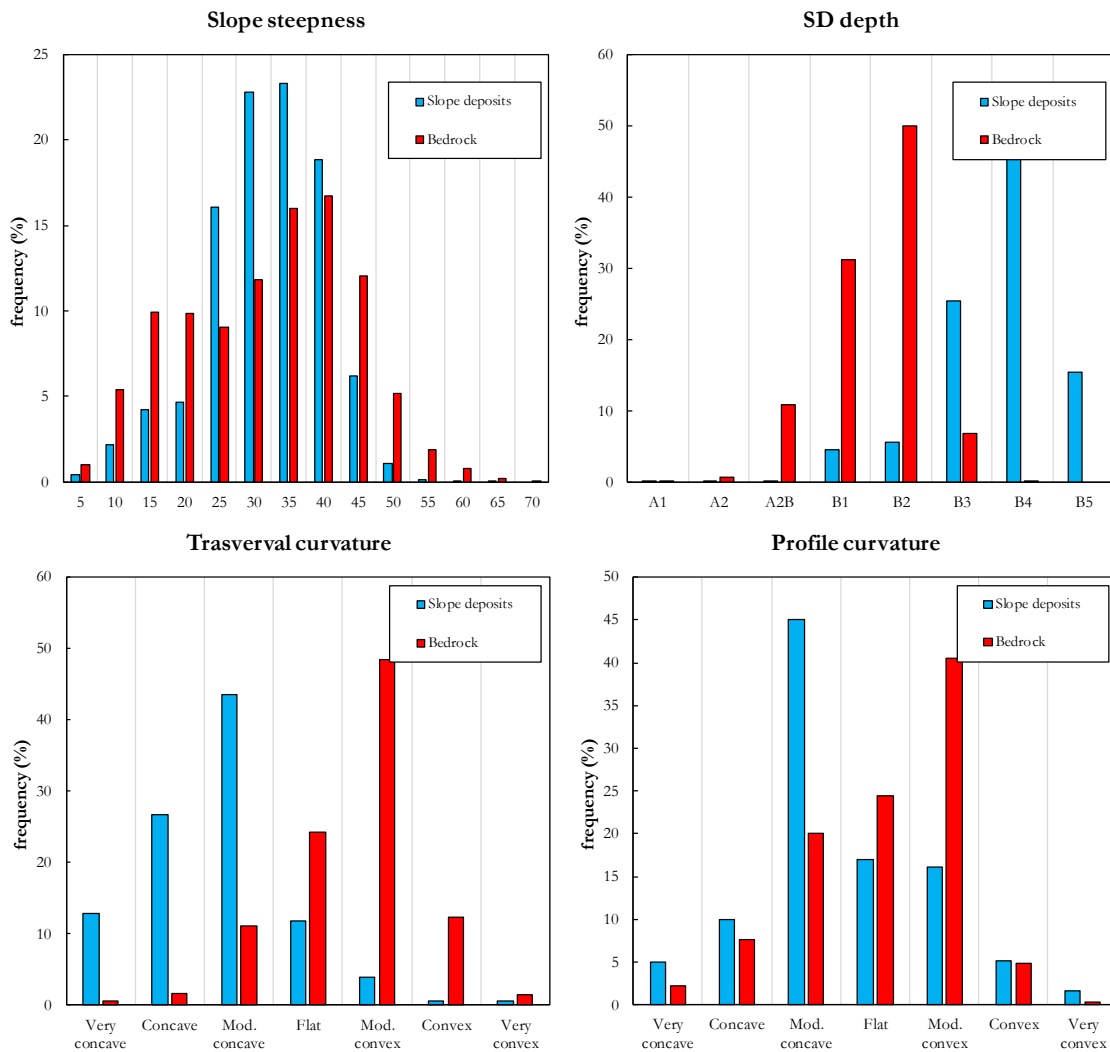 Slope steepness
25
20
15
10
5
0
frequency (%)
Slope deposits
Bedrock
5 10 15 20 25 30 35 40 45 50 55 60 65 70
SD depth
60
50
40
30
20
10
0
frequency (%)
Slope deposits
Bedrock
A1 A2 A2B B1 B2 B3 B4 B5
Trasverval curvature
60
50
40
30
20
10
0
frequency (%)
Slope deposits
Bedrock
Very Concave Mod. Flat Mod. Convex Very
concave concave convex convex
Profile curvature
50
45
40
35
30
25
20
15
10
5
0
frequency (%)
Slope deposits
Bedrock
Very Concave Mod. Flat Mod. Convex Very
concave concave convex convex